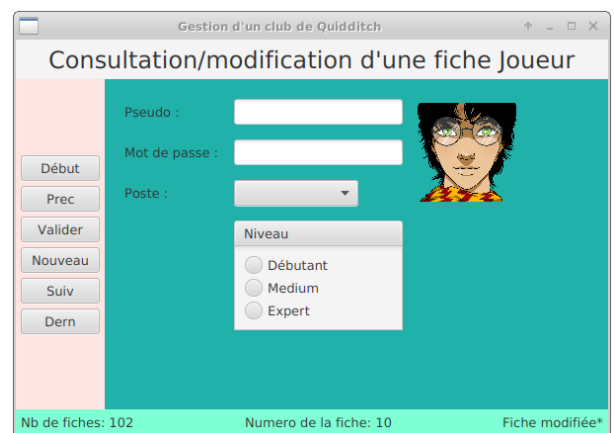 Gestion d'un club de Quidditch
Consultation/modification d'une fiche Joueur
Pseudo :
Mot de passe :
Poste :
Début
Prec
Valider
Nouveau
Suiv
Dern
Niveau
Débutant
Medium
Expert
Nb de fiches: 102 Numero de la fiche: 10 Fiche modifiée*